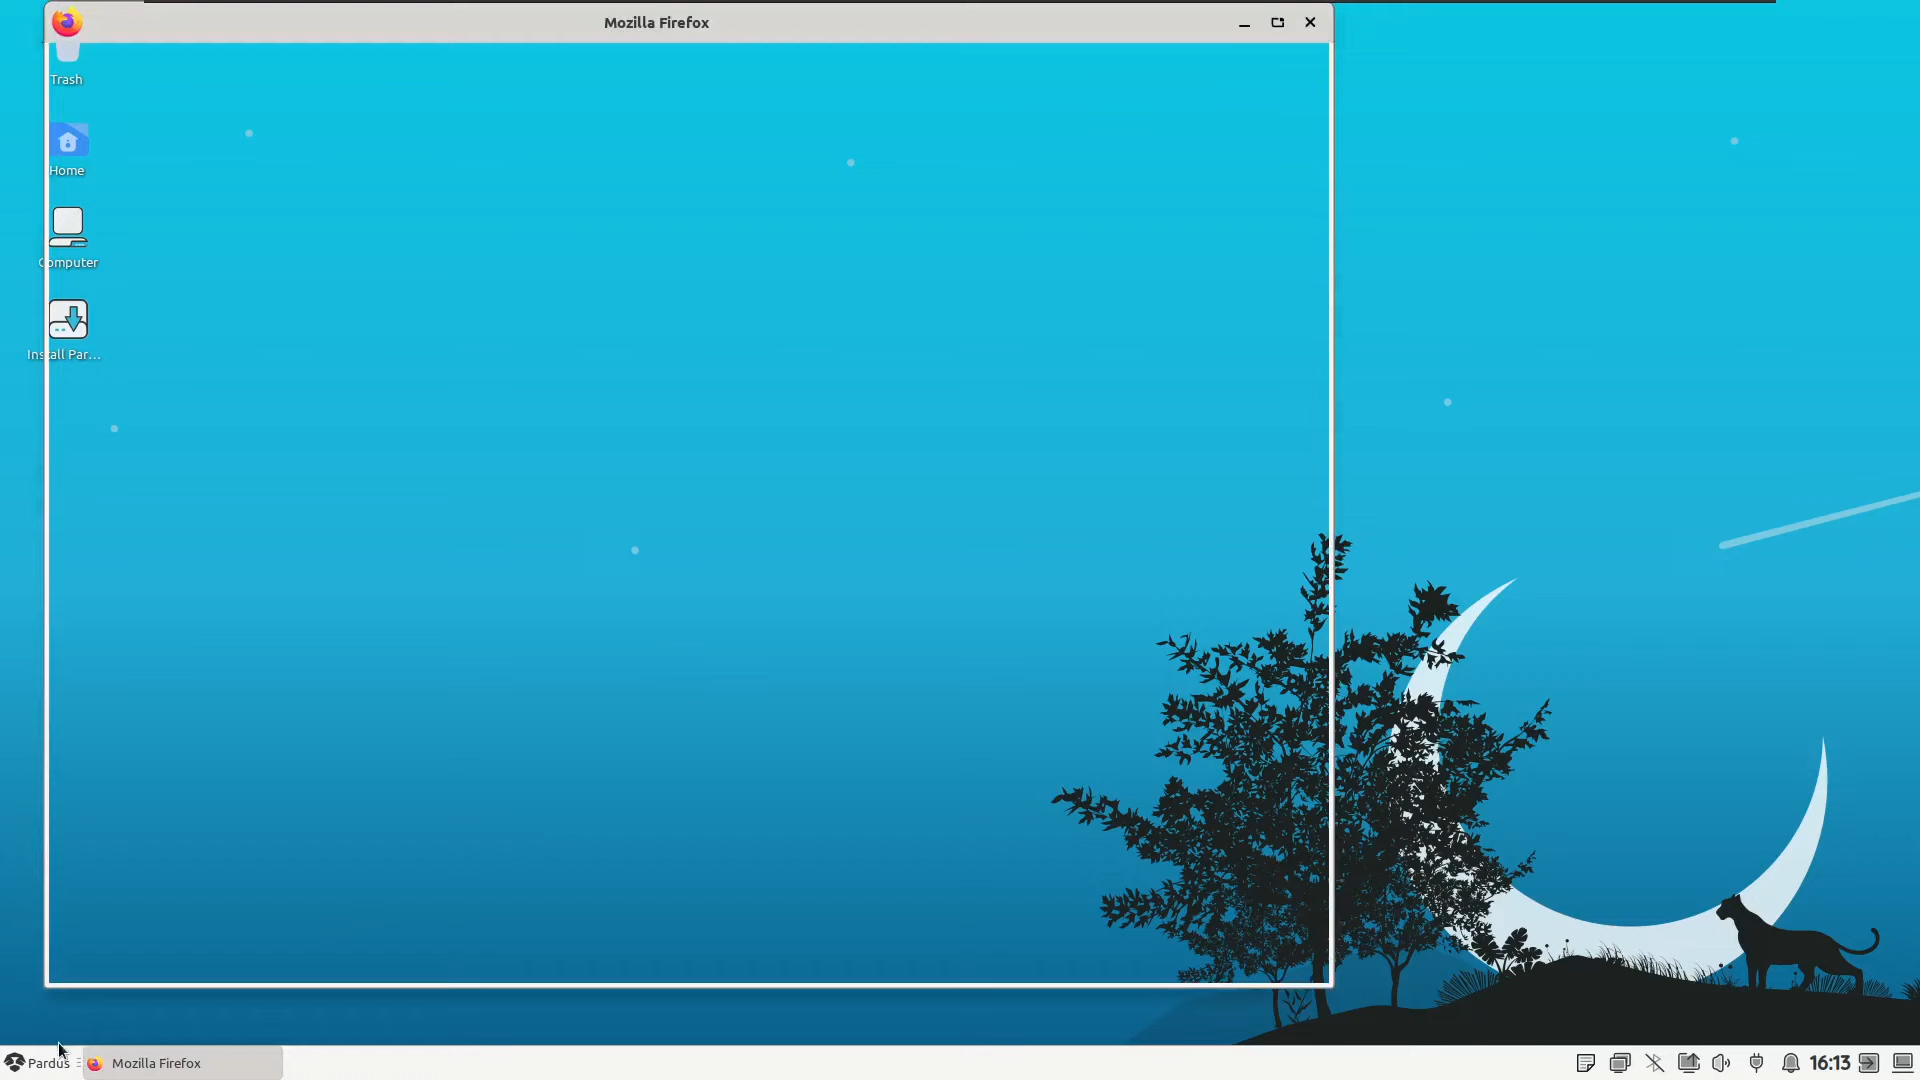 Mozilla Firefox
Trash
Home
Computer
Install Par...
Pardus
Mozilla Firefox
16:13